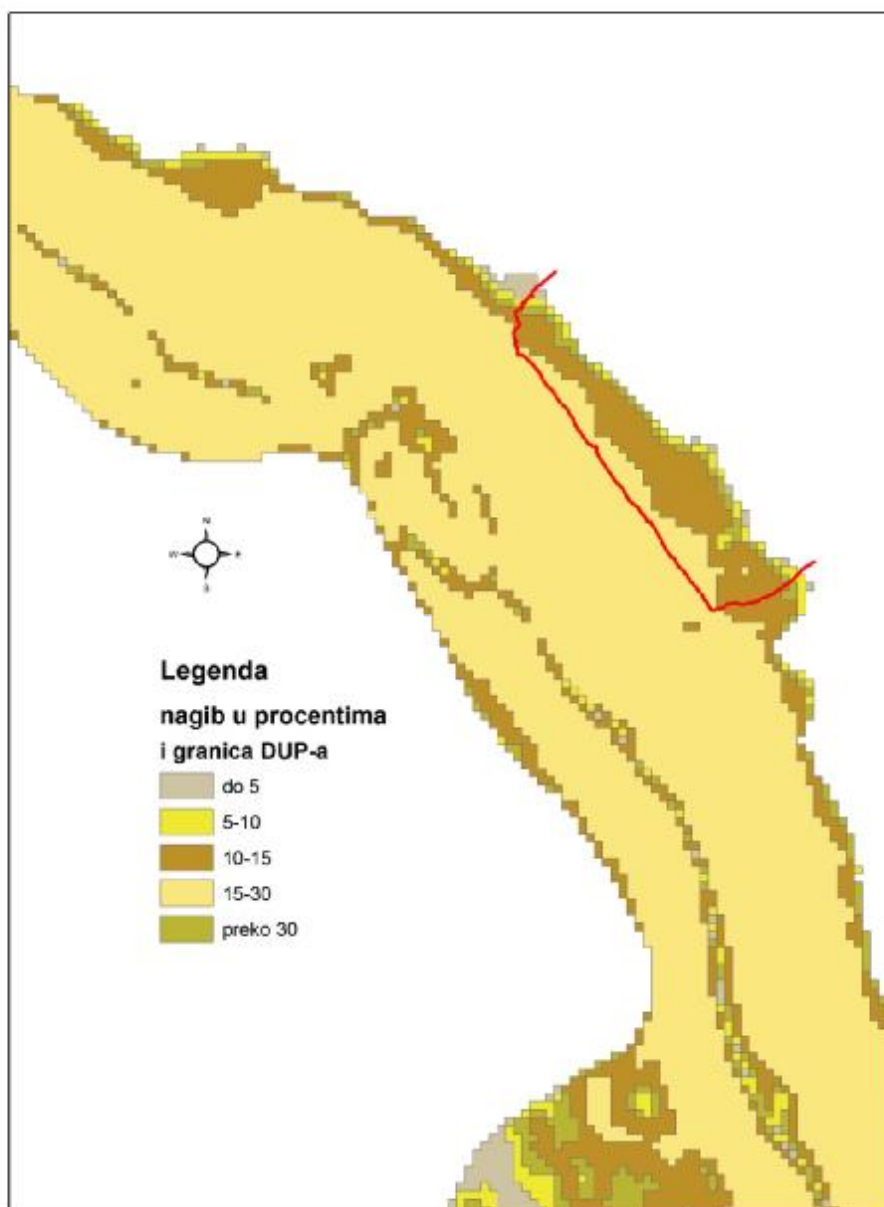 N
W E
S
Legenda
nagib u procentima
i granica DUP-a
do 5
5-10
10-15
15-30
preko 30